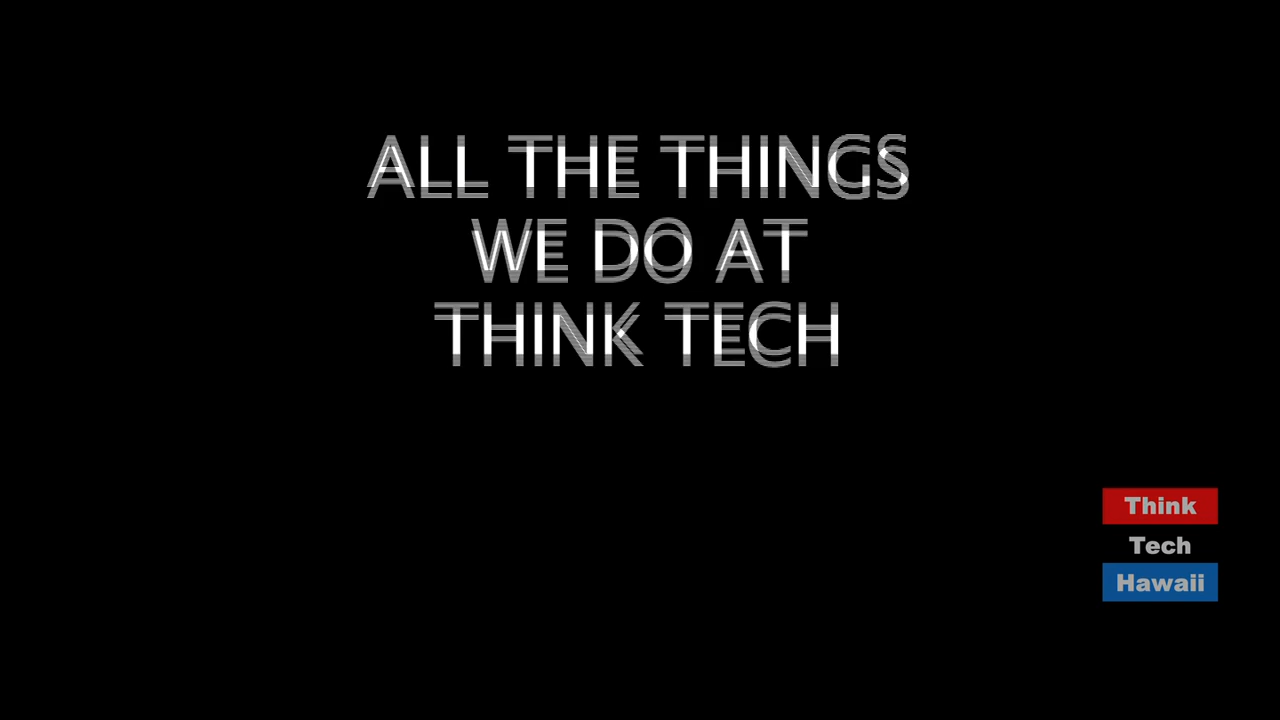 ALL THE THINGS
WE DO AT
THINK TECH
Think
Tech
Hawaii